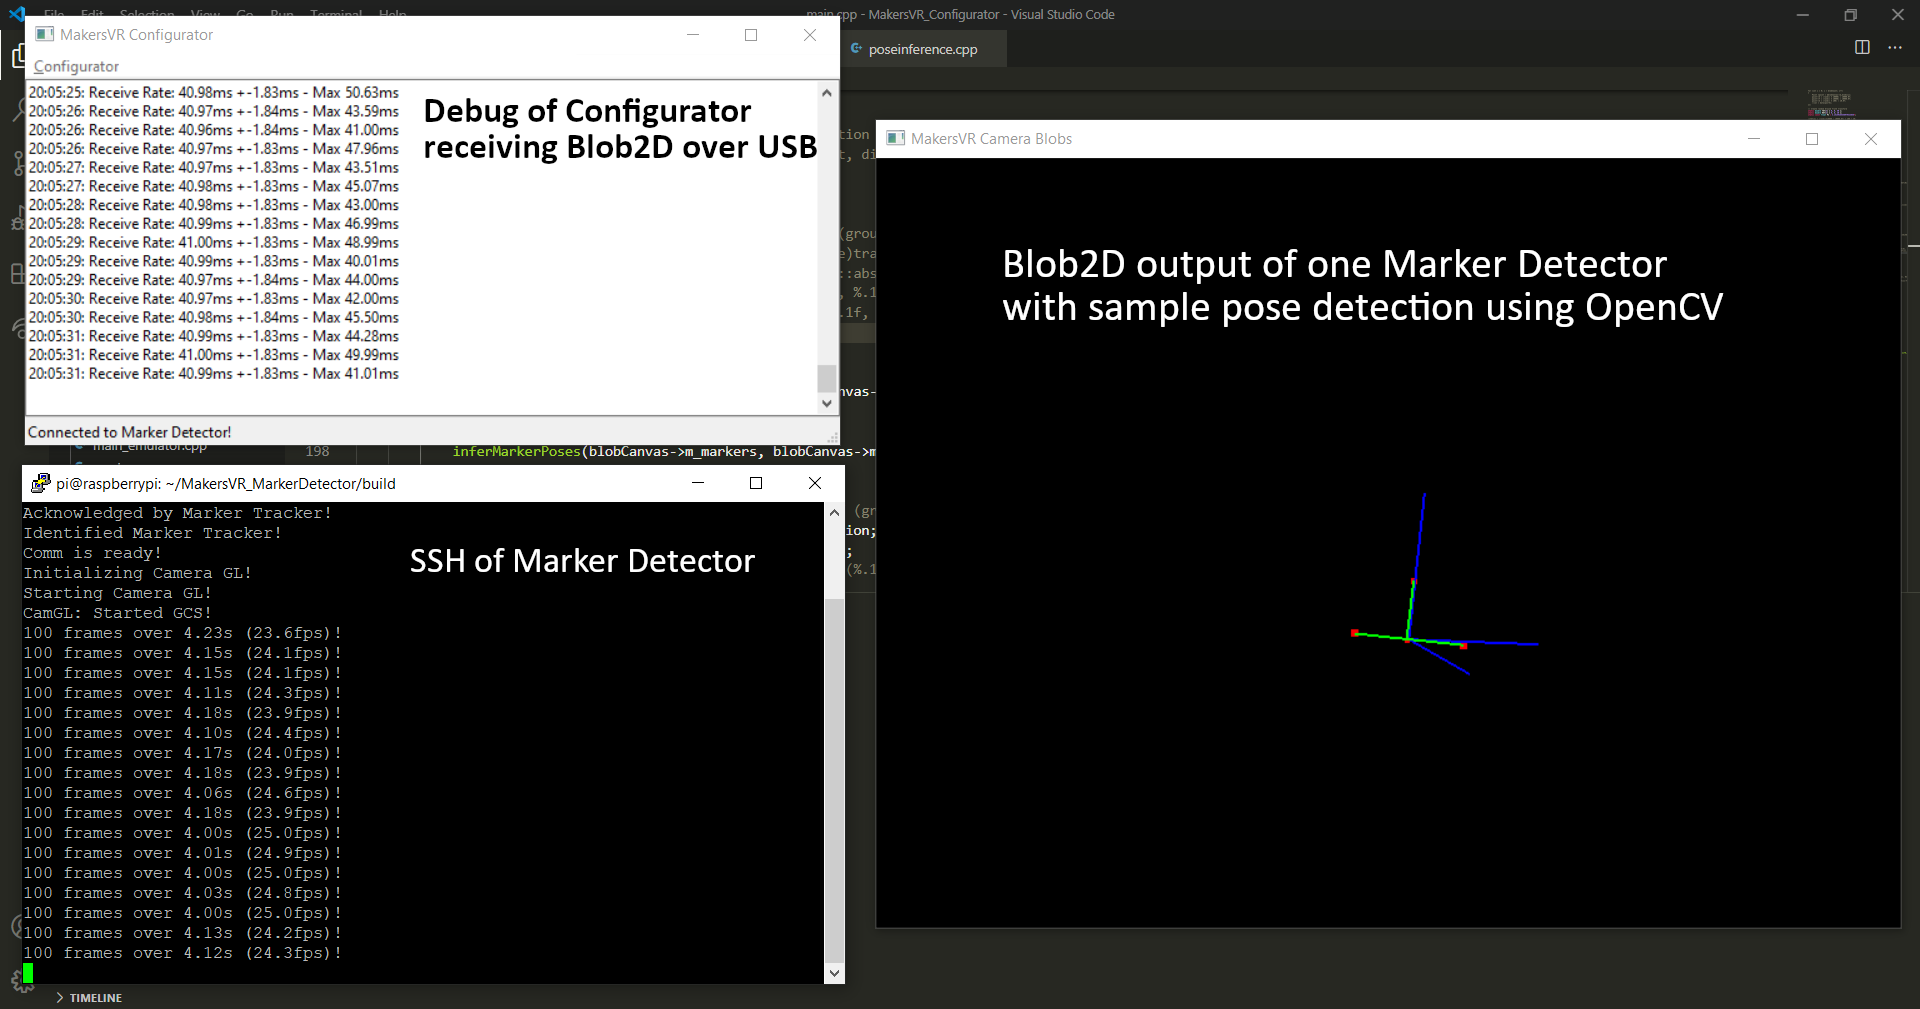 File Edit Selection View Go Run Terminal Help
main.cpp - MakersVR_Configurator - Visual Studio Code
poseinference.cpp
MakersVR Configurator
Configurator
20:05:25: Receive Rate: 40.98ms +-1.83ms - Max 50.63ms
20:05:26: Receive Rate: 40.97ms +-1.84ms - Max 43.59ms
20:05:26: Receive Rate: 40.96ms +-1.84ms - Max 41.00ms
20:05:26: Receive Rate: 40.97ms +-1.83ms - Max 47.96ms
20:05:27: Receive Rate: 40.97ms +-1.83ms - Max 43.51ms
20:05:27: Receive Rate: 40.98ms +-1.83ms - Max 45.07ms
20:05:28: Receive Rate: 40.98ms +-1.83ms - Max 43.00ms
20:05:28: Receive Rate: 40.99ms +-1.83ms - Max 46.99ms
20:05:29: Receive Rate: 41.00ms +-1.83ms - Max 48.99ms
20:05:29: Receive Rate: 40.99ms +-1.83ms - Max 40.01ms
20:05:29: Receive Rate: 40.97ms +-1.84ms - Max 44.00ms
20:05:30: Receive Rate: 40.97ms +-1.83ms - Max 42.00ms
20:05:30: Receive Rate: 40.98ms +-1.84ms - Max 45.50ms
20:05:31: Receive Rate: 40.99ms +-1.83ms - Max 44.28ms
20:05:31: Receive Rate: 41.00ms +-1.83ms - Max 49.99ms
20:05:31: Receive Rate: 40.99ms +-1.83ms - Max 41.01ms
Debug of Configurator
receiving Blob2D over USB
Connected to Marker Detector!
main_emulator.cpp
198 inferMarkerPoses(blobCanvas->m_markers, blobCanvas->m
pi@raspberrypi: ~/MakersVR_MarkerDetector/build
Acknowledged by Marker Tracker!
Identified Marker Tracker!
Comm is ready!
Initializing Camera GL!
Starting Camera GL!
CamGL: Started GCS!
100 frames over 4.23s (23.6fps)!
100 frames over 4.15s (24.1fps)!
100 frames over 4.15s (24.1fps)!
100 frames over 4.11s (24.3fps)!
100 frames over 4.18s (23.9fps)!
100 frames over 4.10s (24.4fps)!
100 frames over 4.17s (24.0fps)!
100 frames over 4.18s (23.9fps)!
100 frames over 4.06s (24.6fps)!
100 frames over 4.18s (23.9fps)!
100 frames over 4.00s (25.0fps)!
100 frames over 4.01s (24.9fps)!
100 frames over 4.00s (25.0fps)!
100 frames over 4.03s (24.8fps)!
100 frames over 4.00s (25.0fps)!
100 frames over 4.13s (24.2fps)!
100 frames over 4.12s (24.3fps)!
SSH of Marker Detector
TIMELINE
tion
t, di
(grou
e)tra
::abs
, %.1
.1f,
nvas-
(gr
ion;
;
(%.1
MakersVR Camera Blobs
Blob2D output of one Marker Detector
with sample pose detection using OpenCV